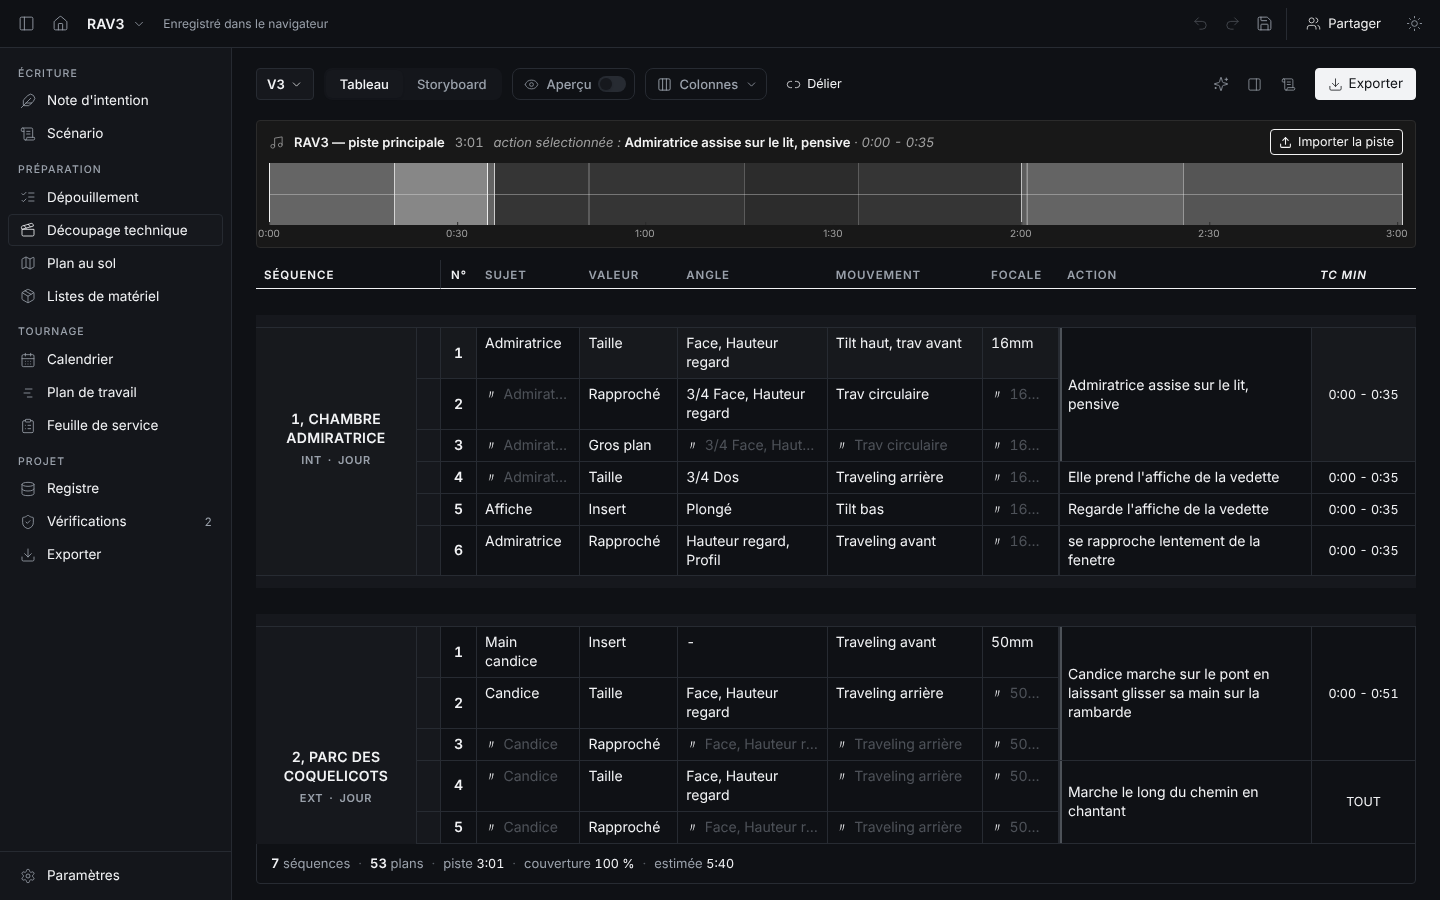 RAV3
Enregistré dans le navigateur
Partager
ÉCRITURE
Note d'intention
Scénario
PRÉPARATION
Dépouillement
Découpage technique
Plan au sol
Listes de matériel
TOURNAGE
Calendrier
Plan de travail
Feuille de service
PROJET
Registre
Vérifications 2
Exporter
Paramètres
V3 Tableau Storyboard Aperçu Colonnes Délier Exporter
RAV3 — piste principale 3:01 action sélectionnée : Admiratrice assise sur le lit, pensive · 0:00 - 0:35 Importer la piste
0:00 0:30 1:00 1:30 2:00 2:30 3:00
SÉQUENCE N° SUJET VALEUR ANGLE MOUVEMENT FOCALE ACTION TC MIN
1, CHAMBRE
ADMIRATRICE
INT · JOUR
1 Admiratrice Taille Face, Hauteur
regard
Tilt haut, trav avant 16mm
Admiratrice assise sur le lit,
pensive
0:00 - 0:35
2 〃 Admirat... Rapproché 3/4 Face, Hauteur
regard
Trav circulaire 〃 16...
3 〃 Admirat... Gros plan 〃 3/4 Face, Haut... 〃 Trav circulaire 〃 16...
4 〃 Admirat... Taille 3/4 Dos Traveling arrière 〃 16... Elle prend l'affiche de la vedette 0:00 - 0:35
5 Affiche Insert Plongé Tilt bas 〃 16... Regarde l'affiche de la vedette 0:00 - 0:35
6 Admiratrice Rapproché Hauteur regard,
Profil
Traveling avant 〃 16... se rapproche lentement de la
fenetre
0:00 - 0:35
2, PARC DES
COQUELICOTS
EXT · JOUR
1 Main
candice
Insert - Traveling avant 50mm
Candice marche sur le pont en
laissant glisser sa main sur la
rambarde
0:00 - 0:51
2 Candice Taille Face, Hauteur
regard
Traveling arrière 〃 50...
3 〃 Candice Rapproché 〃 Face, Hauteur r... 〃 Traveling arrière 〃 50...
4 〃 Candice Taille Face, Hauteur
regard
〃 Traveling arrière 〃 50...
Marche le long du chemin en
chantant
TOUT
5 〃 Candice Rapproché 〃 Face, Hauteur r... 〃 Traveling arrière 〃 50...
7 séquences · 53 plans · piste 3:01 · couverture 100 % · estimée 5:40